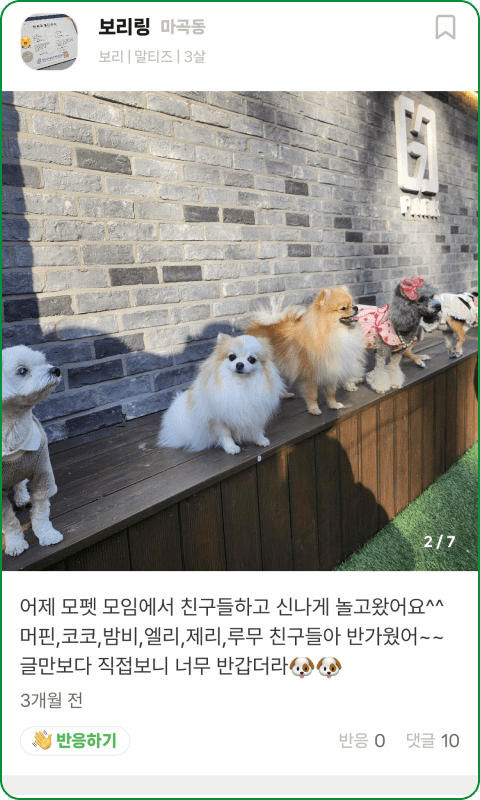 보리링 마곡동
보리 | 말티즈 | 3살
PARK
2 / 7
어제 모펫 모임에서 친구들하고 신나게 놀고왔어요^^
머핀,코코,밤비,엘리,제리,루무 친구들아 반가웠어~~
글만보다 직접보니 너무 반갑더라🐶🐶
3개월 전
👋 반응하기 반응 0 댓글 10